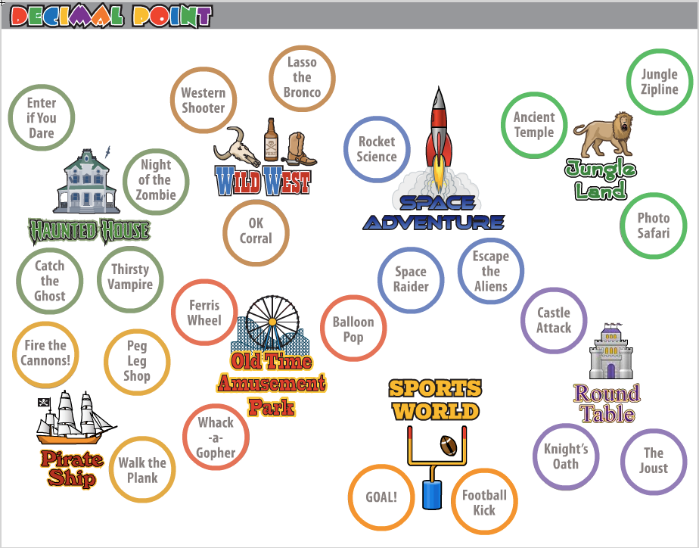 DECIMAL POINT
Enter
if You
Dare
Night
of the
Zombie
HAUNTED HOUSE
Catch
the
Ghost
Thirsty
Vampire
Western
Shooter
Lasso
the
Bronco
WILD WEST
OK
Corral
Rocket
Science
SPACE
ADVENTURE
Space
Raider
Escape
the
Aliens
Ancient
Temple
Jungle
Zipline
Jungle
Land
Photo
Safari
Fire the
Cannons!
Peg
Leg
Shop
Pirate
Ship
Walk the
Plank
Ferris
Wheel
Balloon
Pop
Old Time
Amusement
Park
Whack
-a-
Gopher
SPORTS
WORLD
GOAL!
Football
Kick
Castle
Attack
Round
Table
Knight's
Oath
The
Joust